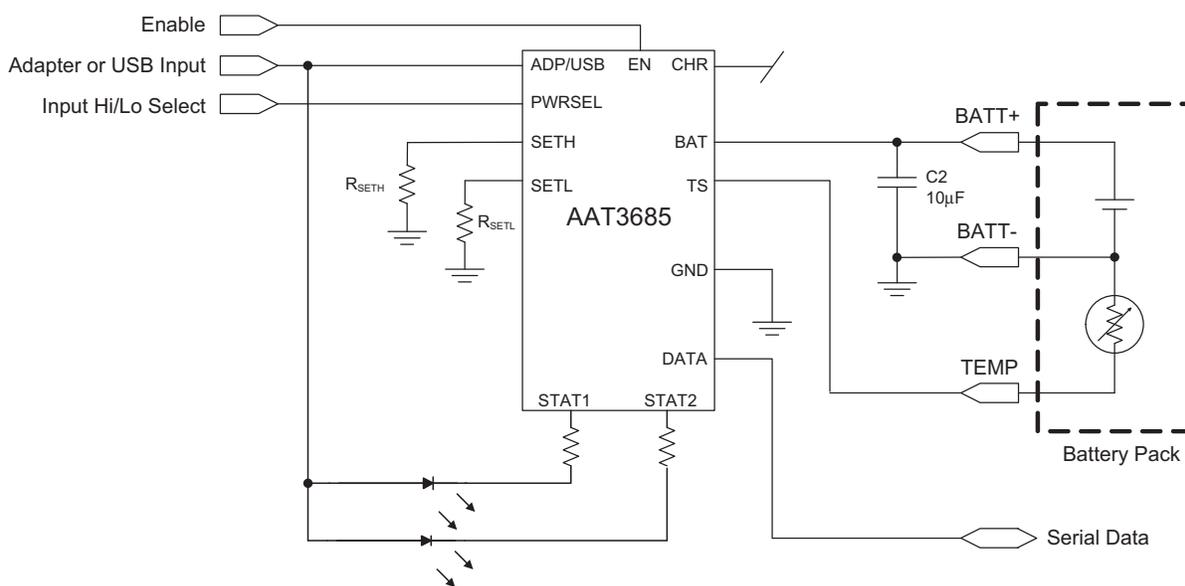 Enable
Adapter or USB Input
Input Hi/Lo Select
ADP/USB
EN
CHR
PWRSEL
SETH
BAT
SETL
TS
RSETH
RSETL
AAT3685
GND
DATA
STAT1
STAT2
C2
10μF
BATT+
BATT-
TEMP
Battery Pack
Serial Data